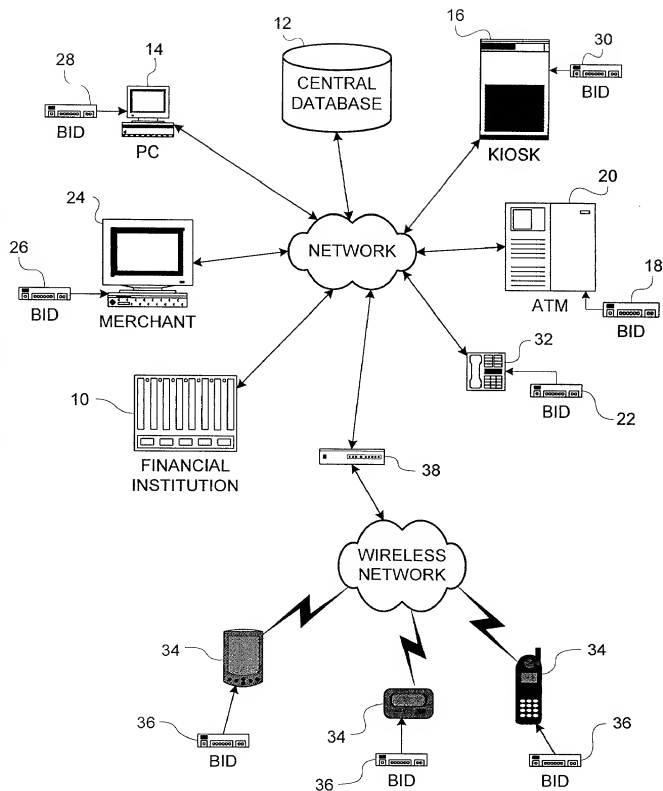 12
16
14
28
30
CENTRAL
DATABASE
BID
BID
PC
KIOSK
24
20
NETWORK
26
18
BID
MERCHANT
ATM
BID
32
10
BID
22
FINANCIAL
INSTITUTION
38
WIRELESS
NETWORK
34
34
36
34
36
BID
36
BID
BID